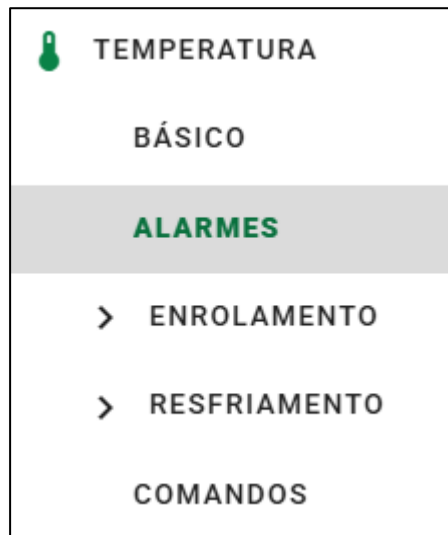 TEMPERATURA
BÁSICO
ALARMES
ENROLAMENTO
RESFRIAMENTO
COMANDOS